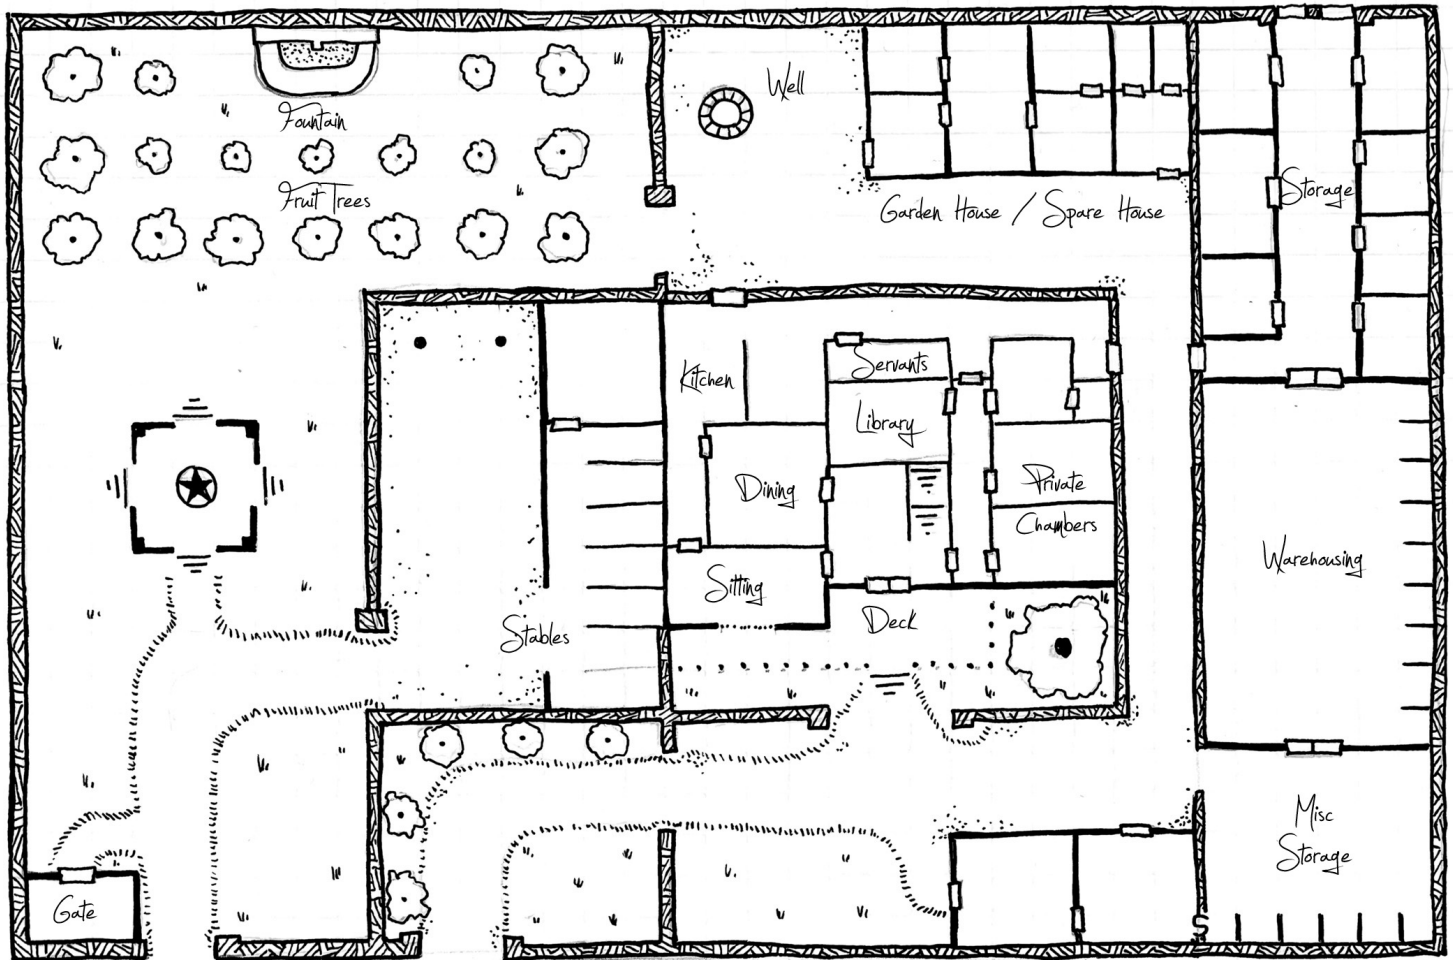 Well
Fountain
Fruit Trees
Storage
Garden House / Spare House
Servants
Kitchen
Library
Private
Dining
Chambers
Warehousing
Sitting
Deck
Stables
Misc
Storage
Gate
S